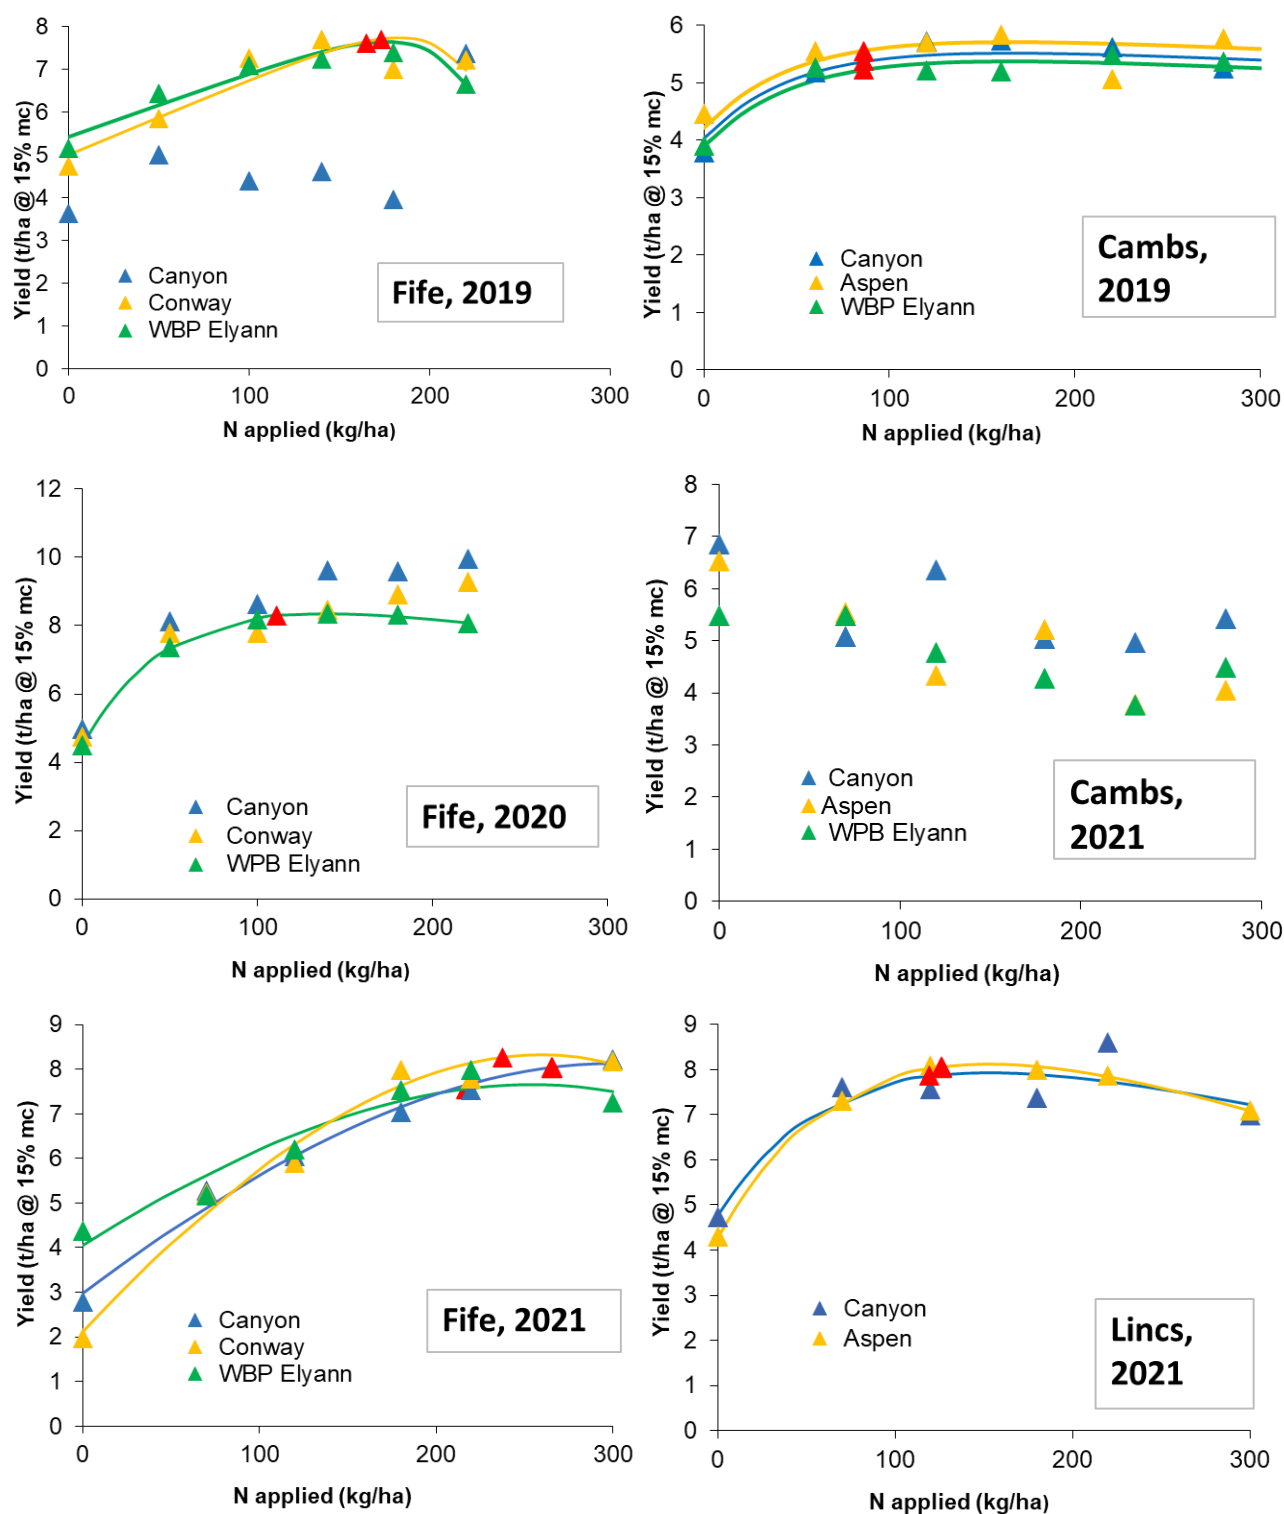 8
7
6
5
4
3
2
1
0
0
100
200
300
Yield (t/ha @ 15% mc)
N applied (kg/ha)
Canyon
Conway
WBP Elyann
Fife, 2019
6
5
4
3
2
1
0
0
100
200
300
Yield (t/ha @ 15% mc)
N applied (kg/ha)
Canyon
Aspen
WBP Elyann
Cambs,
2019
12
10
8
6
4
2
0
0
100
200
300
Yield (t/ha @ 15% mc)
N applied (kg/ha)
Canyon
Conway
WPB Elyann
Fife, 2020
8
7
6
5
4
3
2
1
0
0
100
200
300
Yield (t/ha @ 15% mc)
N applied (kg/ha)
Canyon
Aspen
WPB Elyann
Cambs,
2021
9
8
7
6
5
4
3
2
1
0
0
100
200
300
Yield (t/ha @ 15% mc)
N applied (kg/ha)
Canyon
Conway
WBP Elyann
Fife, 2021
9
8
7
6
5
4
3
2
1
0
0
100
200
300
Yield (t/ha @ 15% mc)
N applied (kg/ha)
Canyon
Aspen
Lincs,
2021